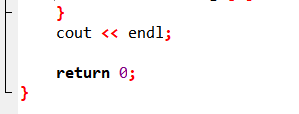 }
cout << endl;
return 0;
}